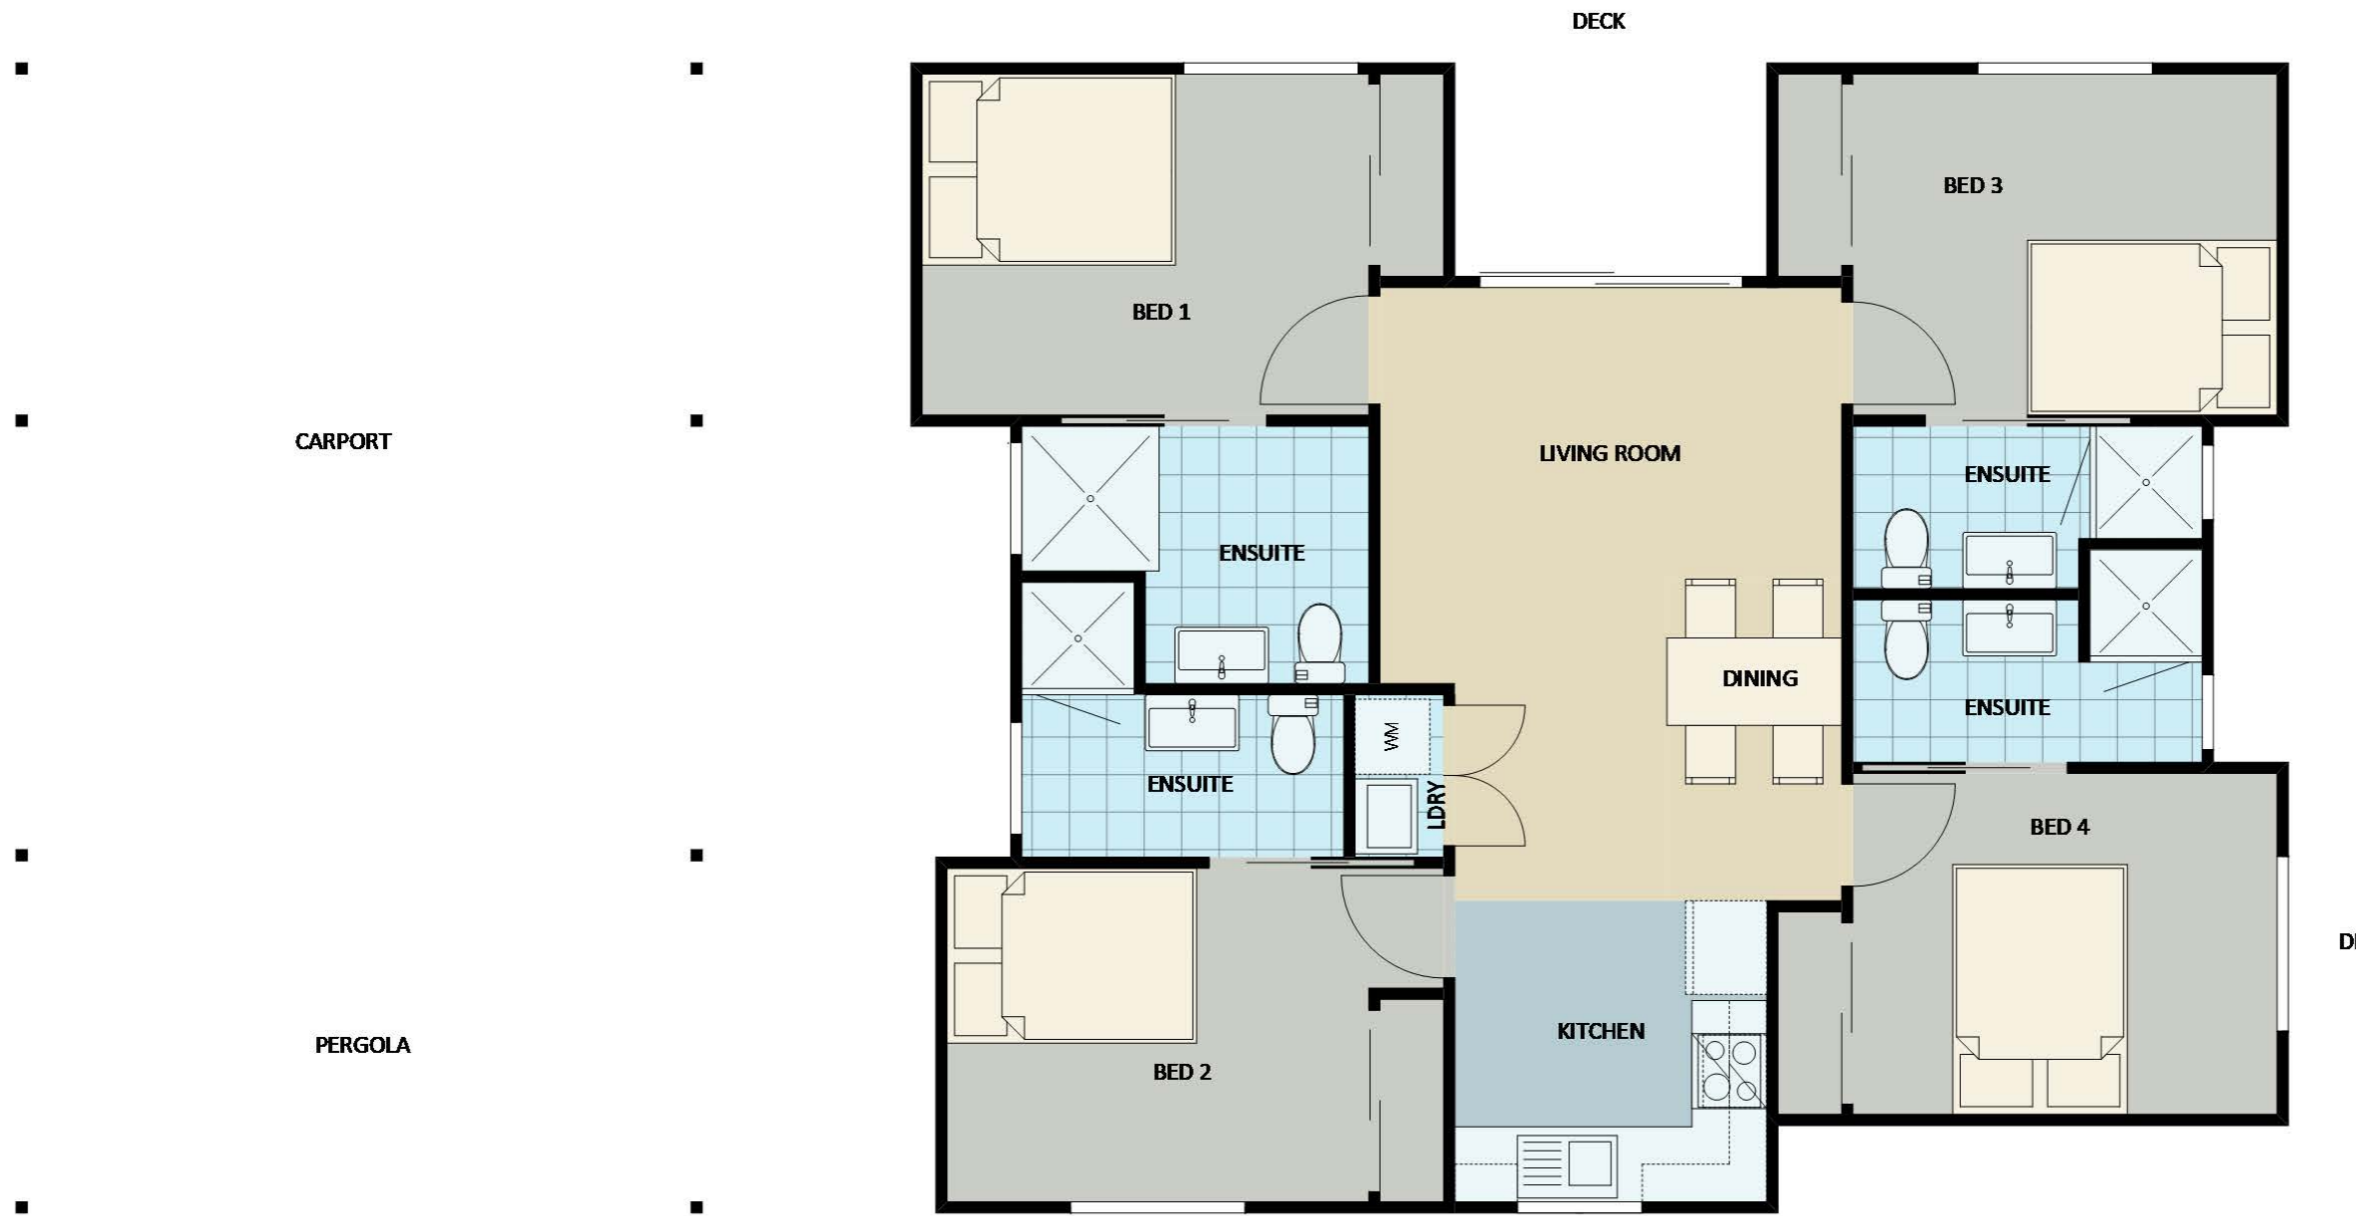 DECK
BED 3
BED 1
CARPORT
LIVING ROOM
ENSUITE
ENSUITE
DINING
ENSUITE
WM
ENSUITE
LDRY
BED 4
KITCHEN
PERGOLA
BED 2